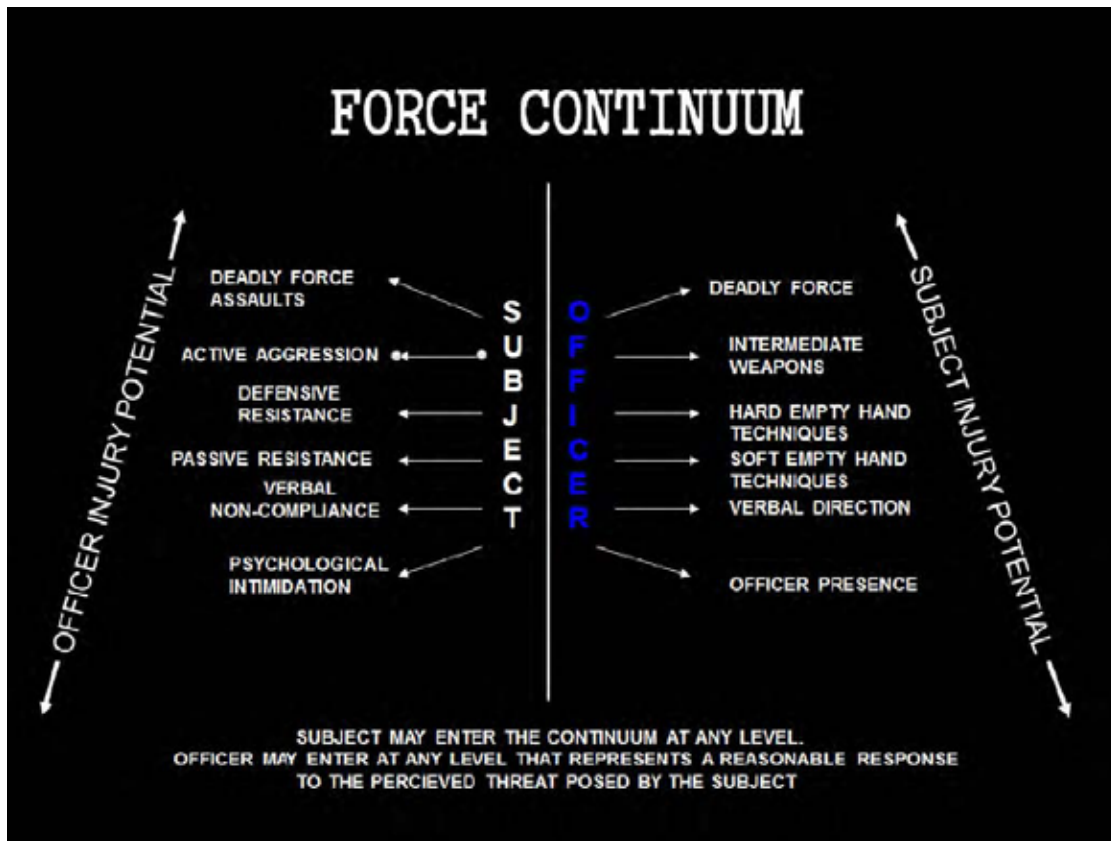 FORCE CONTINUUM
OFFICER INJURY POTENTIAL
DEADLY FORCE
ASSAULTS
ACTIVE AGGRESSION
DEFENSIVE
RESISTANCE
PASSIVE RESISTANCE
VERBAL
NON-COMPLIANCE
PSYCHOLOGICAL
INTIMIDATION
SUBJECT
OFFICER
DEADLY FORCE
INTERMEDIATE
WEAPONS
HARD EMPTY HAND
TECHNIQUES
SOFT EMPTY HAND
TECHNIQUES
VERBAL DIRECTION
OFFICER PRESENCE
SUBJECT INJURY POTENTIAL
SUBJECT MAY ENTER THE CONTINUUM AT ANY LEVEL.
OFFICER MAY ENTER AT ANY LEVEL THAT REPRESENTS A REASONABLE RESPONSE
TO THE PERCIEVED THREAT POSED BY THE SUBJECT